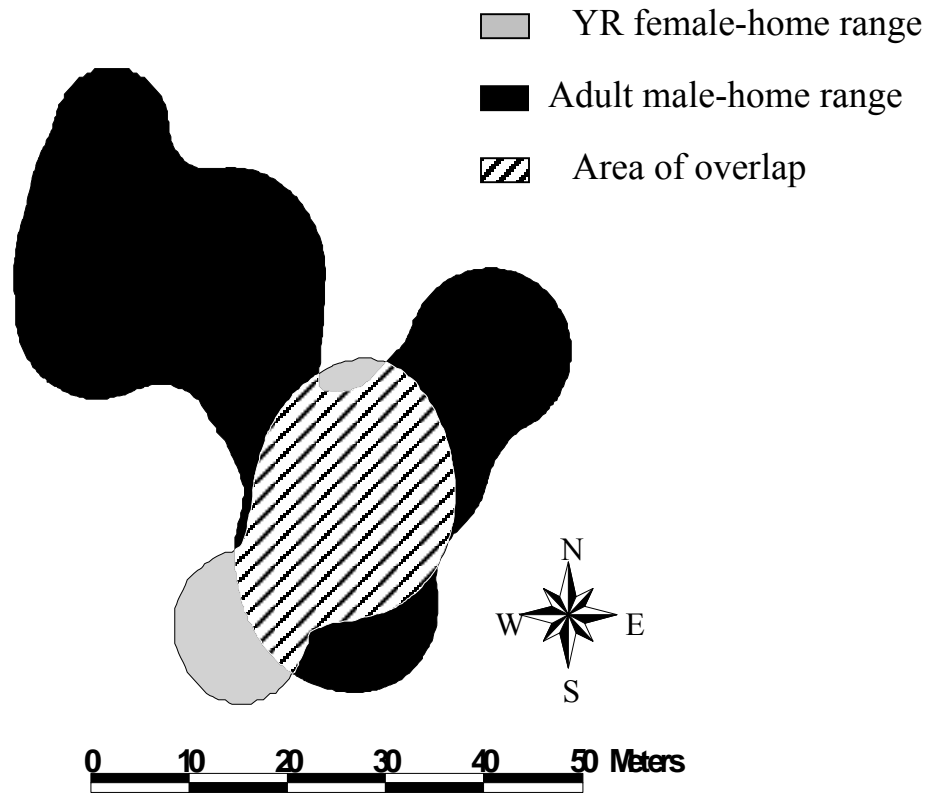 YR female-home range
Adult male-home range
Area of overlap
N
W E
S
0 10 20 30 40 50 Meters